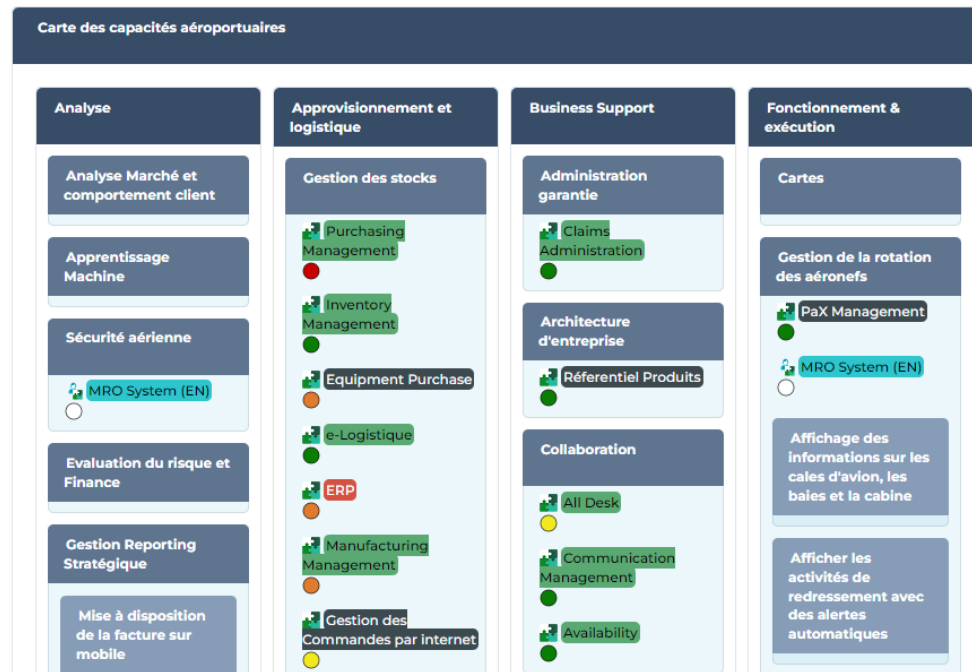 Carte des capacités aéroportuaires
Analyse
Analyse Marché et
comportement client
Apprentissage
Machine
Sécurité aérienne
MRO System (EN)
Evaluation du risque et
Finance
Gestion Reporting
Stratégique
Mise à disposition
de la facture sur
mobile
Approvisionnement et
logistique
Gestion des stocks
Purchasing
Management
Inventory
Management
Equipment Purchase
e-Logistique
ERP
Manufacturing
Management
Gestion des
Commandes par internet
Business Support
Administration
garantie
Claims
Administration
Architecture
d'entreprise
Réferentiel Produits
Collaboration
All Desk
Communication
Management
Availability
Fonctionnement &
exécution
Cartes
Gestion de la rotation
des aéronefs
PaX Management
MRO System (EN)
Affichage des
informations sur les
cales d'avion, les
baies et la cabine
Afficher les
activités de
redressement avec
des alertes
automatiques